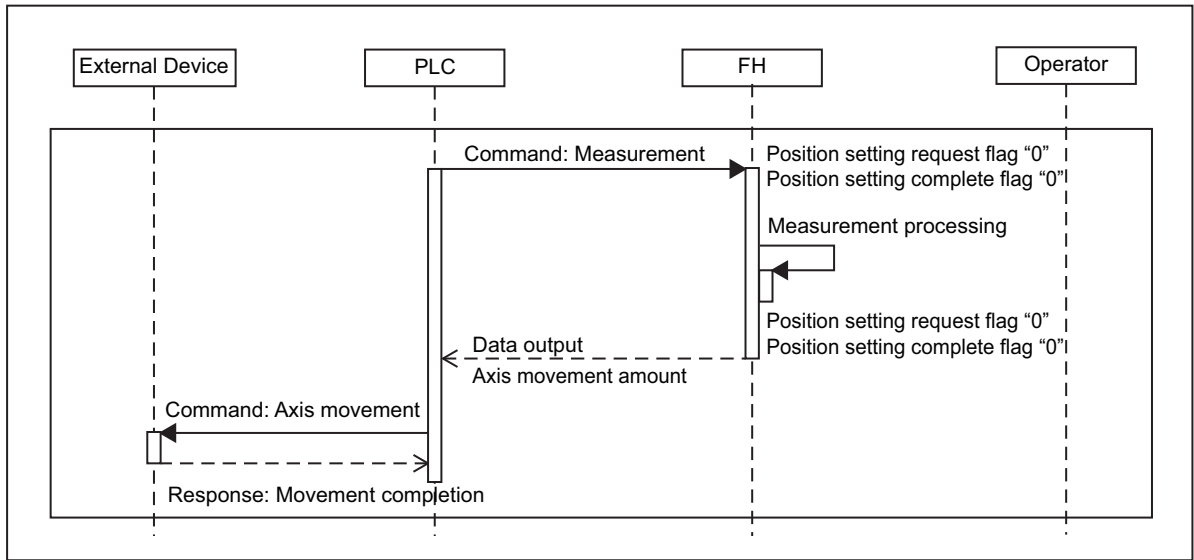 External Device
PLC
FH
Operator
Command: Measurement
Position setting request flag “0”
Position setting complete flag “0”
Measurement processing
Position setting request flag “0”
Position setting complete flag “0”
Data output
Axis movement amount
Command: Axis movement
Response: Movement completion